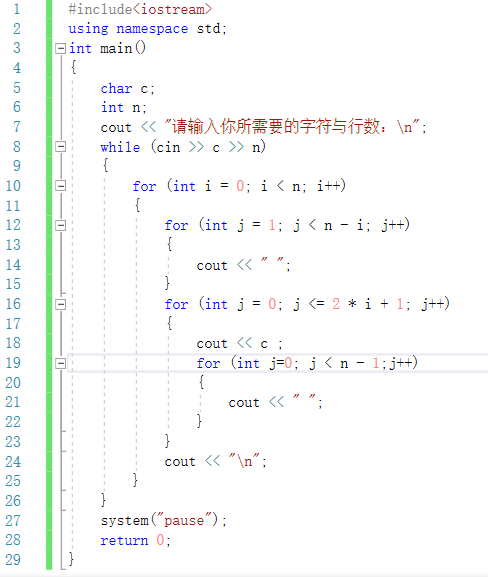 1 #include<iostream>
2 using namespace std;
3 int main()
4 {
5 char c;
6 int n;
7 cout << "请输入你所需要的字符与行数：\n";
8 while (cin >> c >> n)
9 {
10 for (int i = 0; i < n; i++)
11 {
12 for (int j = 1; j < n - i; j++)
13 {
14 cout << " ";
15 }
16 for (int j = 0; j <= 2 * i + 1; j++)
17 {
18 cout << c ;
19 for (int j=0; j < n - 1;j++)
20 {
21 cout << " ";
22 }
23 }
24 cout << "\n";
25 }
26 }
27 system("pause");
28 return 0;
29 }